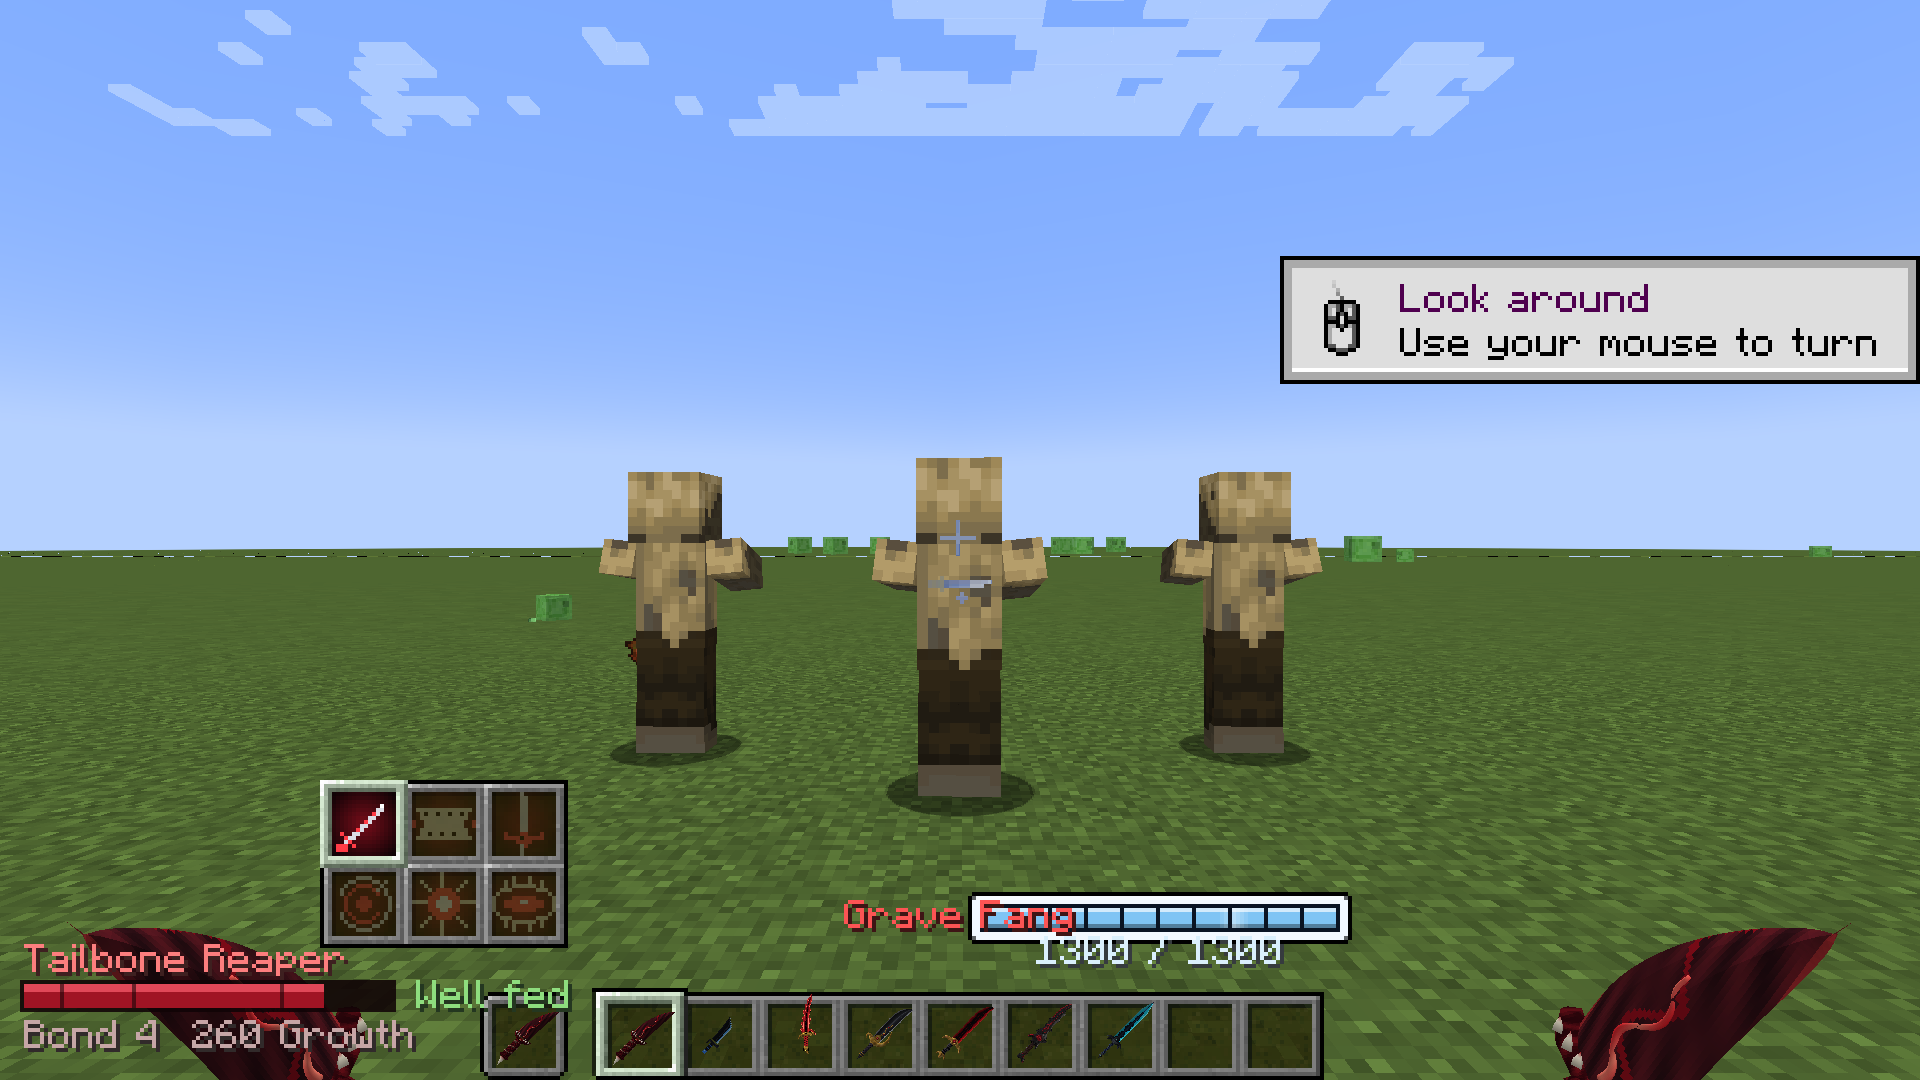 Look around
Use your mouse to turn
Grave Fang
1300 / 1300
Tailbone Reaper
Well fed
Bond 4 260 Growth